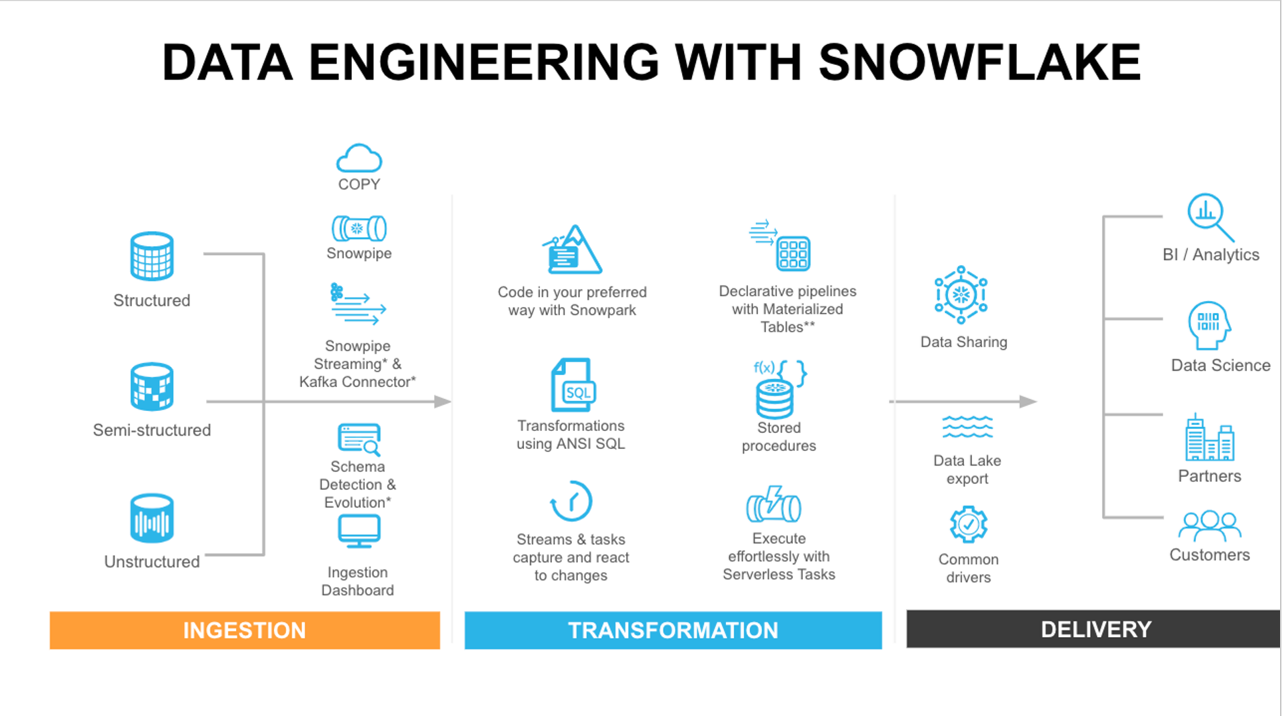 DATA ENGINEERING WITH SNOWFLAKE
Structured
Semi-structured
Unstructured
COPY
Snowpipe
Snowpipe
Streaming* &
Kafka Connector*
Schema
Detection &
Evolution*
Ingestion
Dashboard
INGESTION
Code in your preferred
way with Snowpark
SQL
Transformations
using ANSI SQL
Streams & tasks
capture and react
to changes
Declarative pipelines
with Materialized
Tables**
f(x) { }
Stored
procedures
Execute
effortlessly with
Serverless Tasks
TRANSFORMATION
Data Sharing
Data Lake
export
Common
drivers
BI / Analytics
Data Science
Partners
Customers
DELIVERY